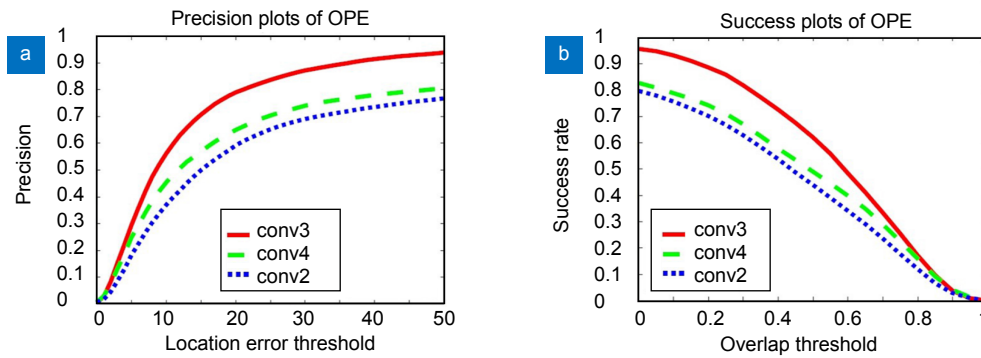 Precision plots of OPE
a
1
0.9
0.8
0.7
0.6
0.5
0.4
0.3
0.2
0.1
0
Precision
conv3
conv4
conv2
0 10 20 30 40 50
Location error threshold
Success plots of OPE
b
1
0.9
0.8
0.7
0.6
0.5
0.4
0.3
0.2
0.1
0
Success rate
conv3
conv4
conv2
0 0.2 0.4 0.6 0.8 1
Overlap threshold